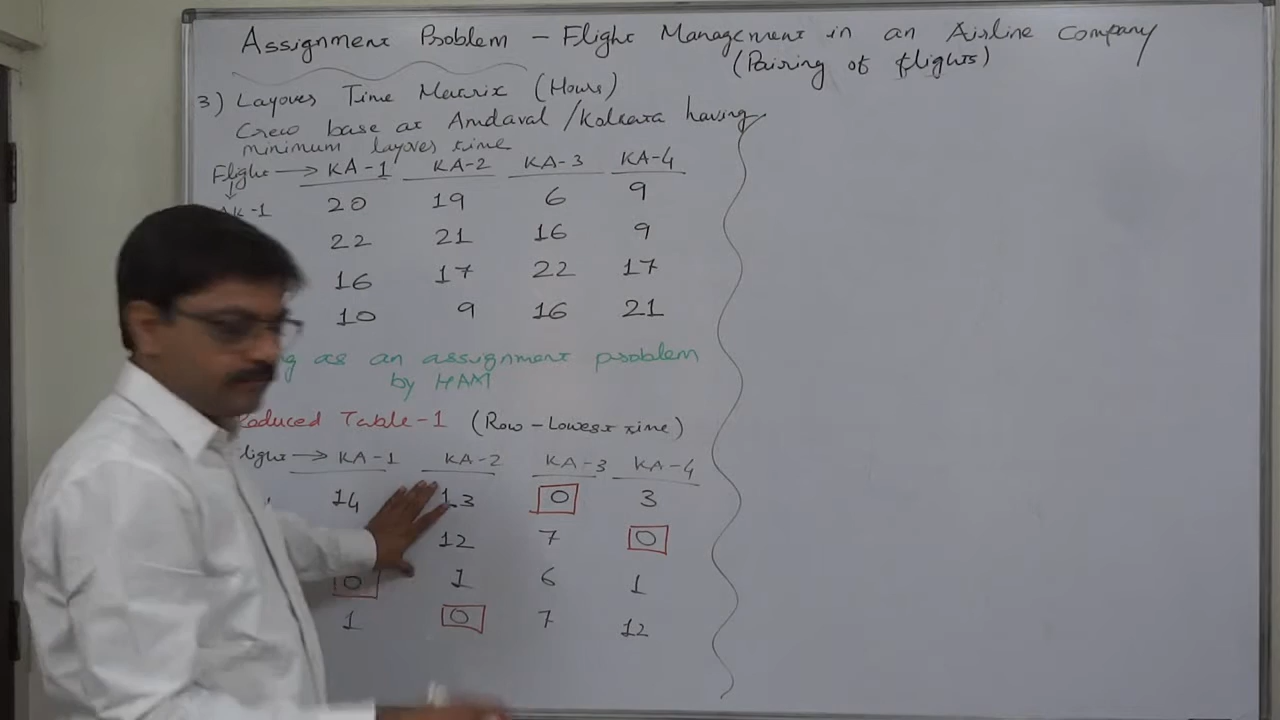 Assignment Problem – Flight Management in an Airline Company
(Pairing of flights)
3) Layover Time Matrix (Hours)
Crew base at Amdavad/Kolkata having
minimum layover time
Flight → KA-1 KA-2 KA-3 KA-4
↓
AK-1 20 19 6 9
22 21 16 9
16 17 22 17
10 9 16 21
as an assignment problem
by HAM
Reduced Table-1 (Row-Lowest time)
→ KA-1 KA-2 KA-3 KA-4
14 13 0 3
12 7 0
0 1 6 1
1 0 7 12